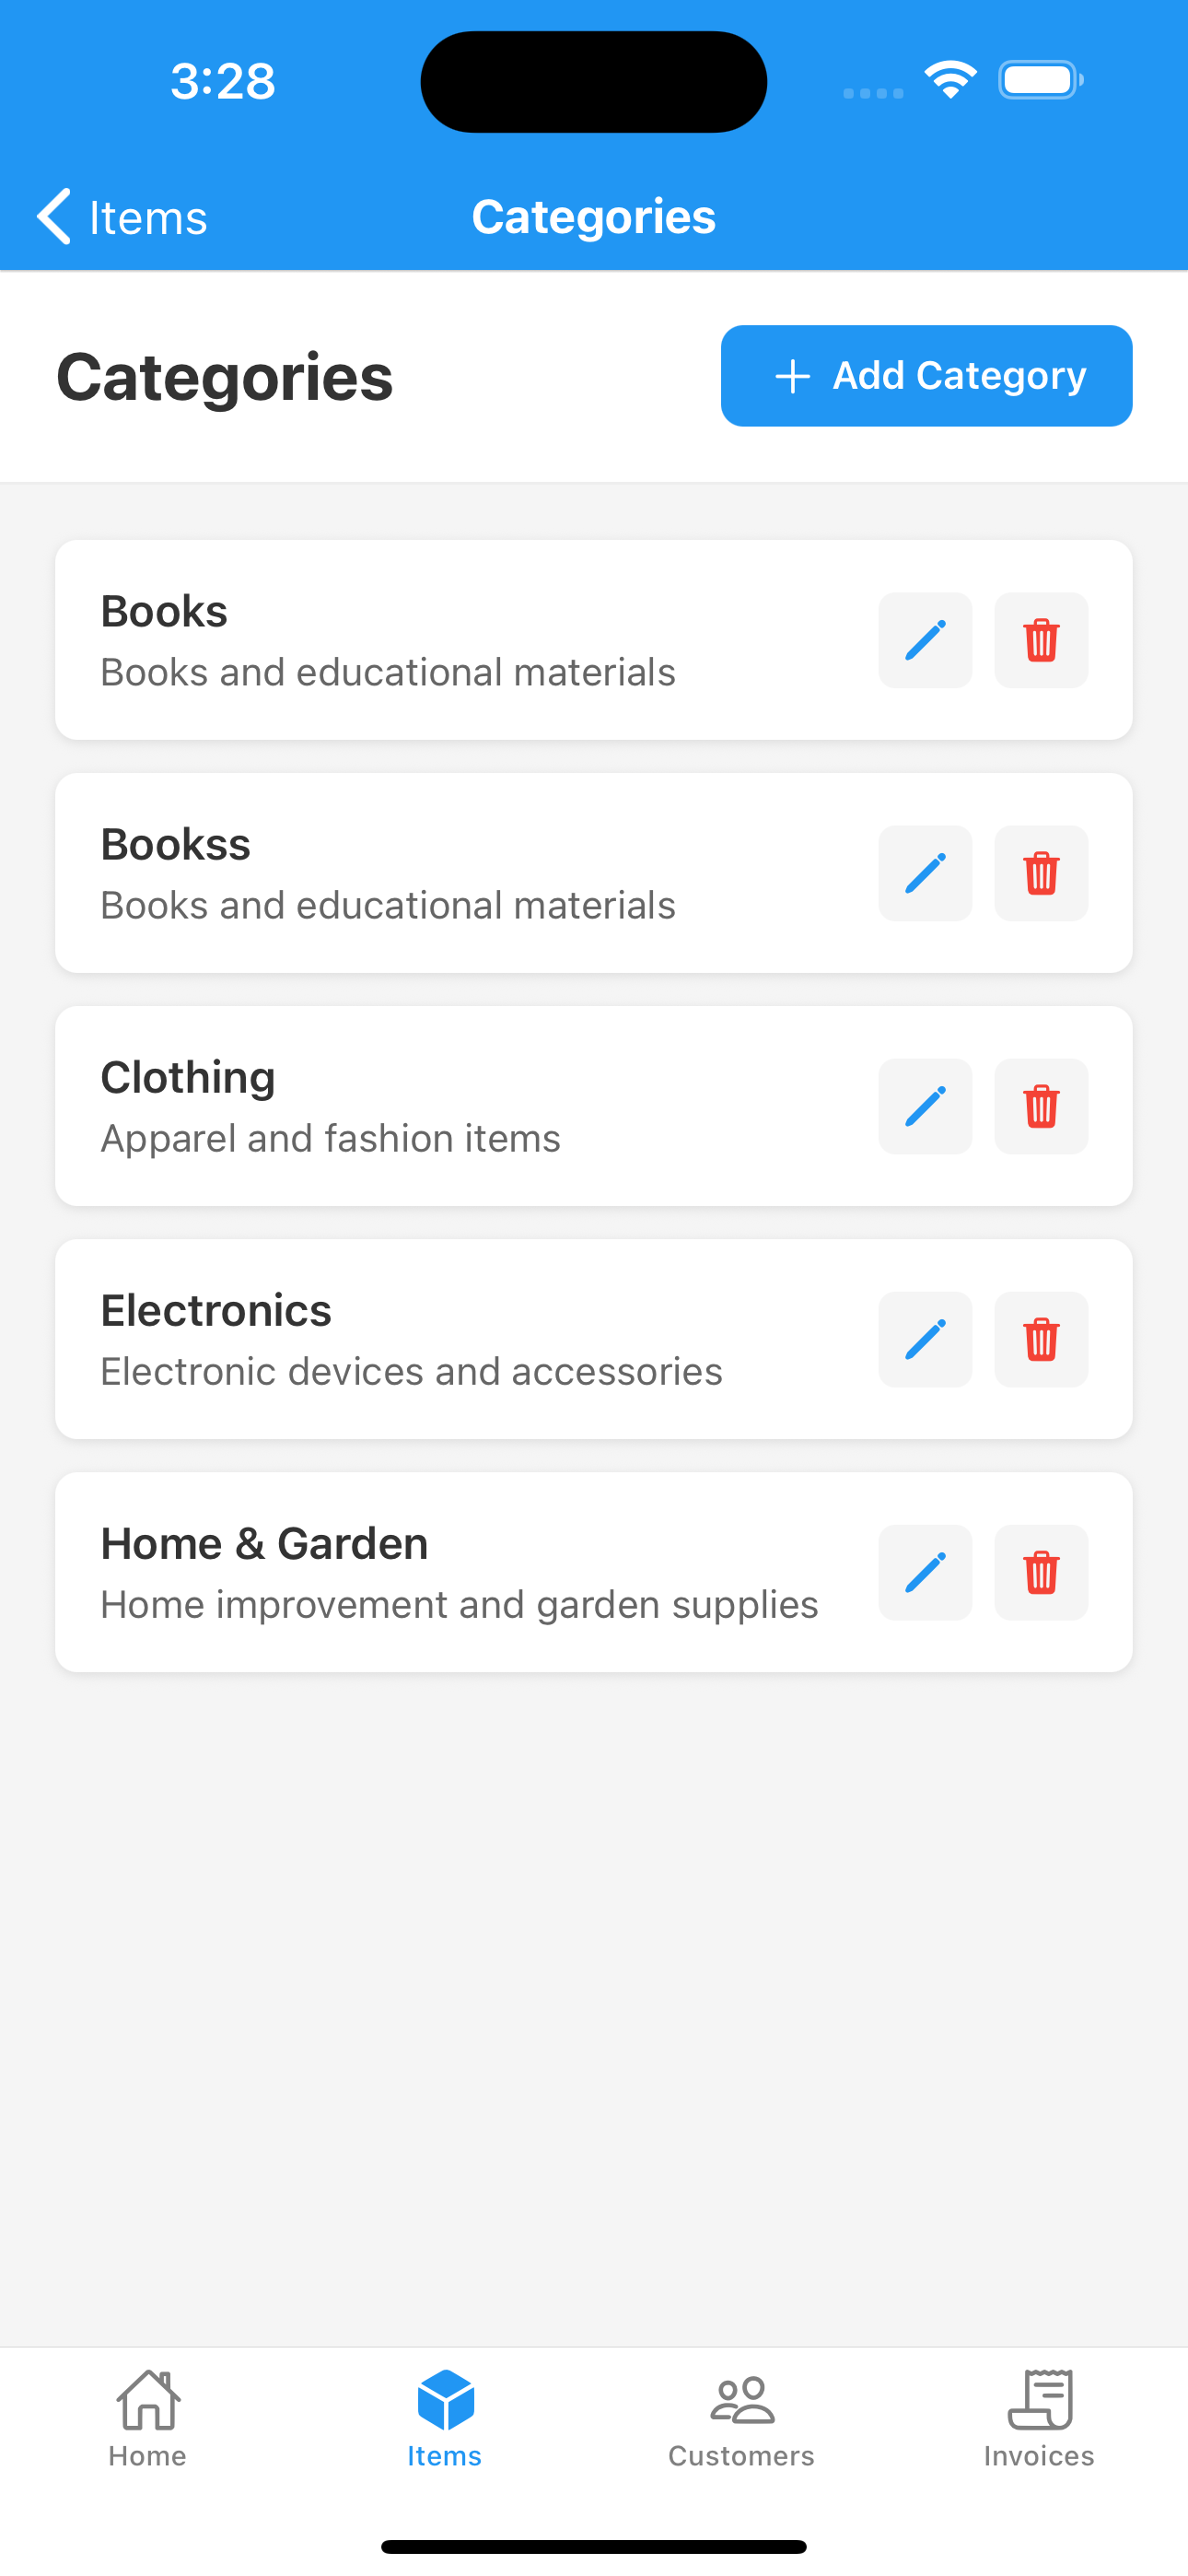 3:28
Items
Categories
Categories
+ Add Category
Books
Books and educational materials
Bookss
Books and educational materials
Clothing
Apparel and fashion items
Electronics
Electronic devices and accessories
Home & Garden
Home improvement and garden supplies
Home
Items
Customers
Invoices